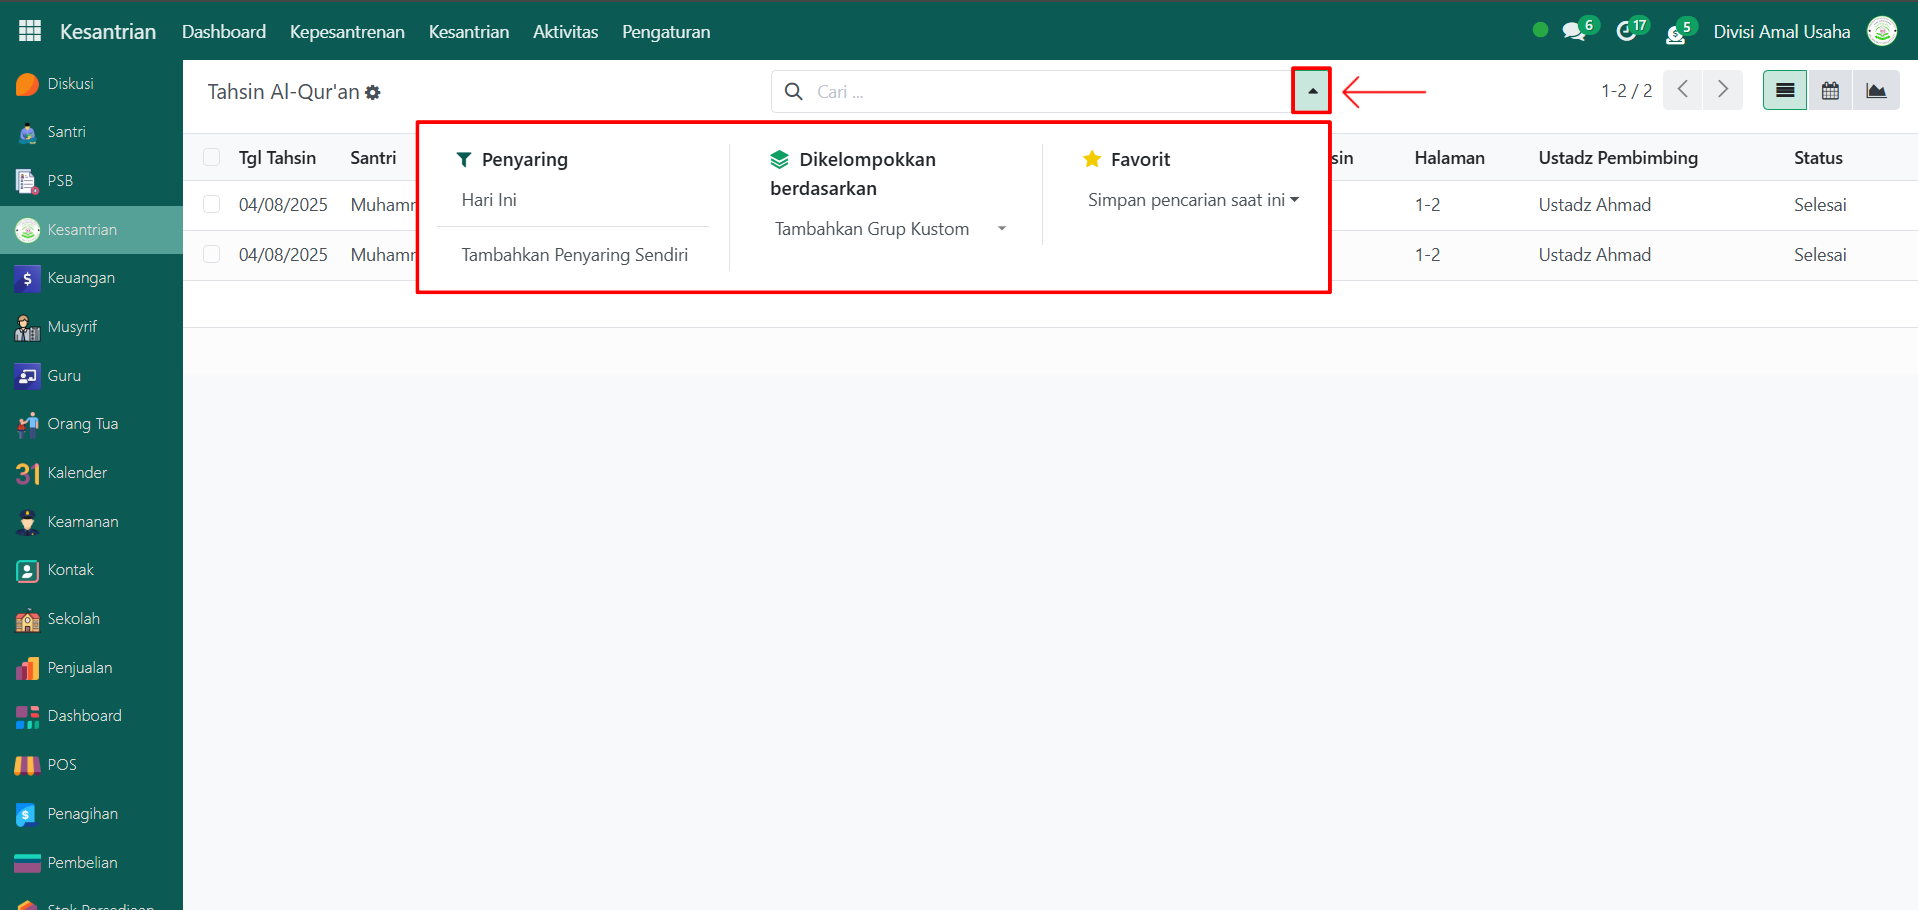 Kesantrian Dashboard Kepesantrenan Kesantrian Aktivitas Pengaturan 6 17 5 Divisi Amal Usaha
Diskusi
Santri
PSB
Kesantrian
Keuangan
Musyrif
Guru
Orang Tua
31 Kalender
Keamanan
Kontak
Sekolah
Penjualan
Dashboard
POS
Penagihan
Pembelian
Stok Persediaan
Tahsin Al-Qur'an Cari ... 1-2 / 2
Tgl Tahsin Santri sin Halaman Ustadz Pembimbing Status
04/08/2025 Muhamm 1-2 Ustadz Ahmad Selesai
04/08/2025 Muhamm 1-2 Ustadz Ahmad Selesai
Penyaring
Hari Ini
Tambahkan Penyaring Sendiri
Dikelompokkan
berdasarkan
Tambahkan Grup Kustom
Favorit
Simpan pencarian saat ini